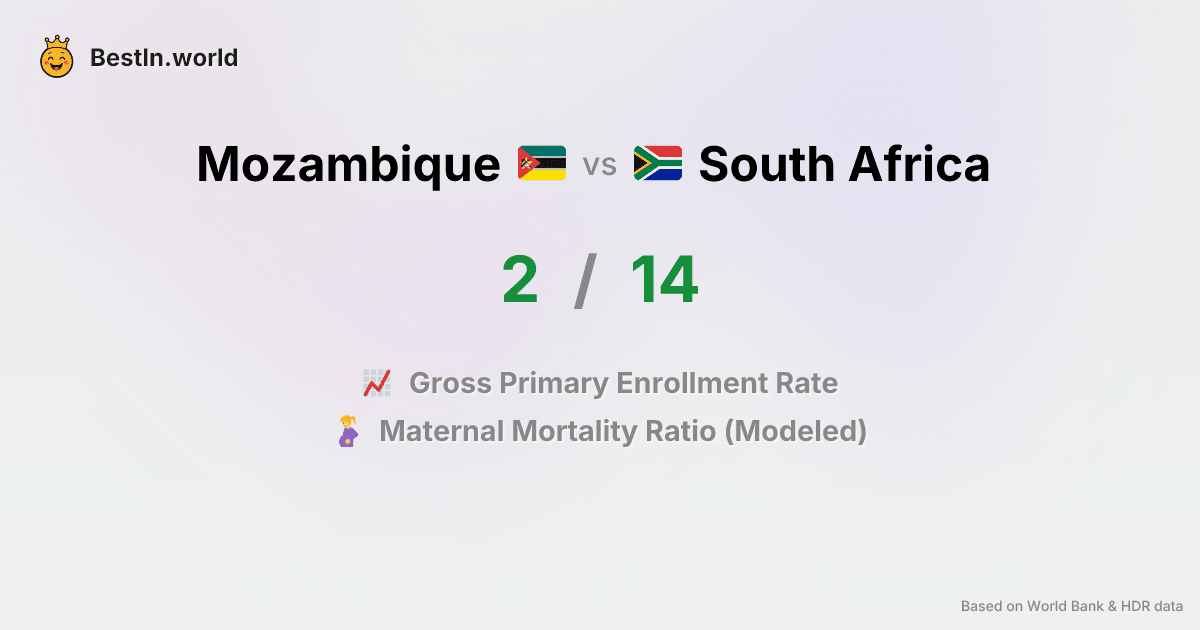 BestIn.world
Mozambique vs South Africa
2 / 14
Gross Primary Enrollment Rate
Maternal Mortality Ratio (Modeled)
Based on World Bank & HDR data